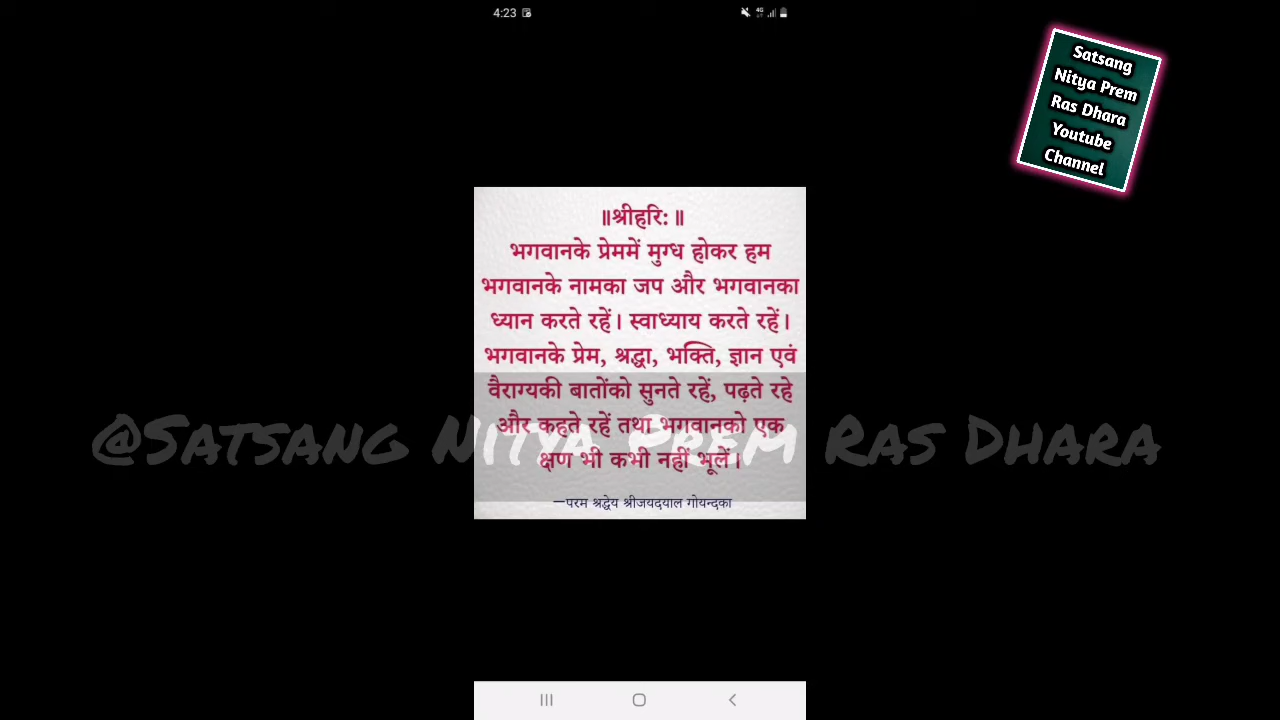 4:23
4G
Satsang
Nitya Prem
Ras Dhara
Youtube
Channel
॥श्रीहरिः॥
भगवानके प्रेममें मुग्ध होकर हम
भगवानके नामका जप और भगवानका
ध्यान करते रहें। स्वाध्याय करते रहें।
भगवानके प्रेम, श्रद्धा, भक्ति, ज्ञान एवं
वैराग्यकी बातोंको सुनते रहें, पढ़ते रहे
और कहते रहें तथा भगवानको एक
क्षण भी कभी नहीं भूलें।
@Satsang Nitya Prem Ras Dhara
—परम श्रद्धेय श्रीजयदयाल गोयन्दका